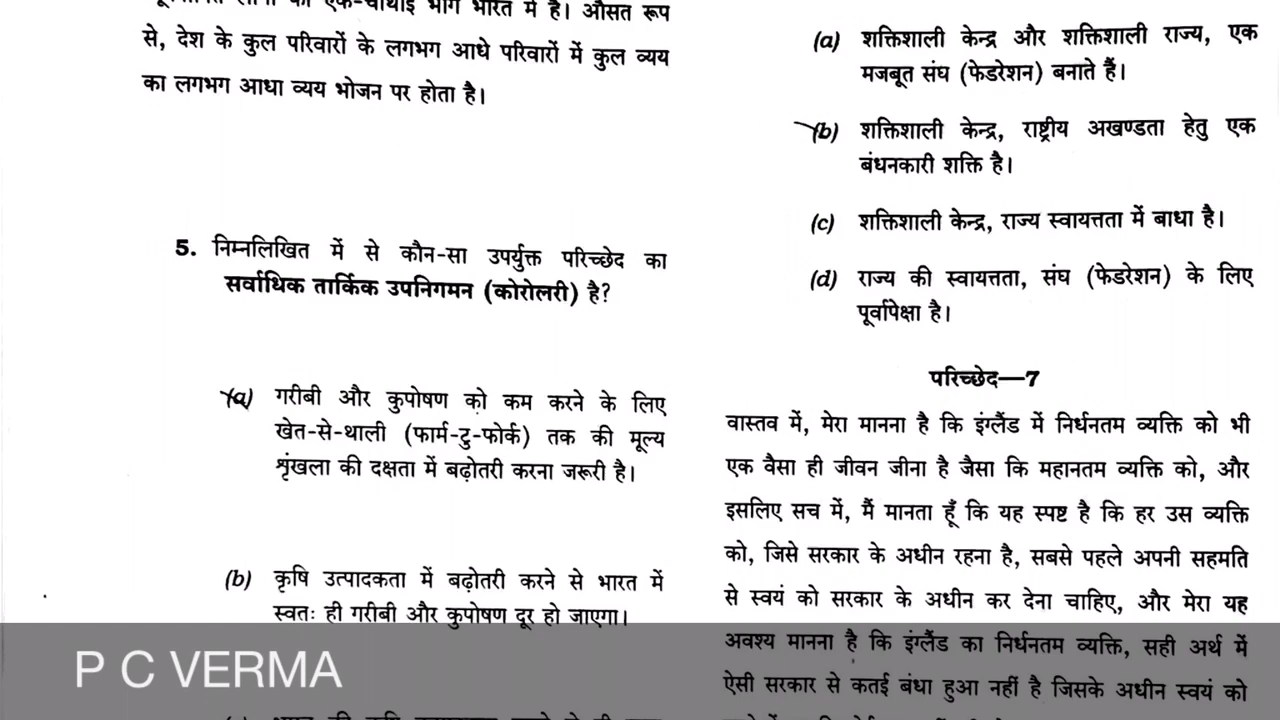 एक-चौथाई भाग भारत में है। औसत रूप
से, देश के कुल परिवारों के लगभग आधे परिवारों में कुल व्यय
का लगभग आधा व्यय भोजन पर होता है।
5. निम्नलिखित में से कौन-सा उपर्युक्त परिच्छेद का
सर्वाधिक तार्किक उपनिगमन (कोरोलरी) है?
(a) गरीबी और कुपोषण को कम करने के लिए
खेत-से-थाली (फार्म-टु-फोर्क) तक की मूल्य
शृंखला की दक्षता में बढ़ोतरी करना जरूरी है।
(b) कृषि उत्पादकता में बढ़ोतरी करने से भारत में
स्वतः ही गरीबी और कुपोषण दूर हो जाएगा।
(a) शक्तिशाली केन्द्र और शक्तिशाली राज्य, एक
मजबूत संघ (फेडरेशन) बनाते हैं।
(b) शक्तिशाली केन्द्र, राष्ट्रीय अखण्डता हेतु एक
बंधनकारी शक्ति है।
(c) शक्तिशाली केन्द्र, राज्य स्वायत्तता में बाधा है।
(d) राज्य की स्वायत्तता, संघ (फेडरेशन) के लिए
पूर्वापेक्षा है।
परिच्छेद—7
वास्तव में, मेरा मानना है कि इंग्लैंड में निर्धनतम व्यक्ति को भी
एक वैसा ही जीवन जीना है जैसा कि महानतम व्यक्ति को, और
इसलिए सच में, मैं मानता हूँ कि यह स्पष्ट है कि हर उस व्यक्ति
को, जिसे सरकार के अधीन रहना है, सबसे पहले अपनी सहमति
से स्वयं को सरकार के अधीन कर देना चाहिए, और मेरा यह
अवश्य मानना है कि इंग्लैंड का निर्धनतम व्यक्ति, सही अर्थ में
ऐसी सरकार से कतई बंधा हुआ नहीं है जिसके अधीन स्वयं को
P C VERMA